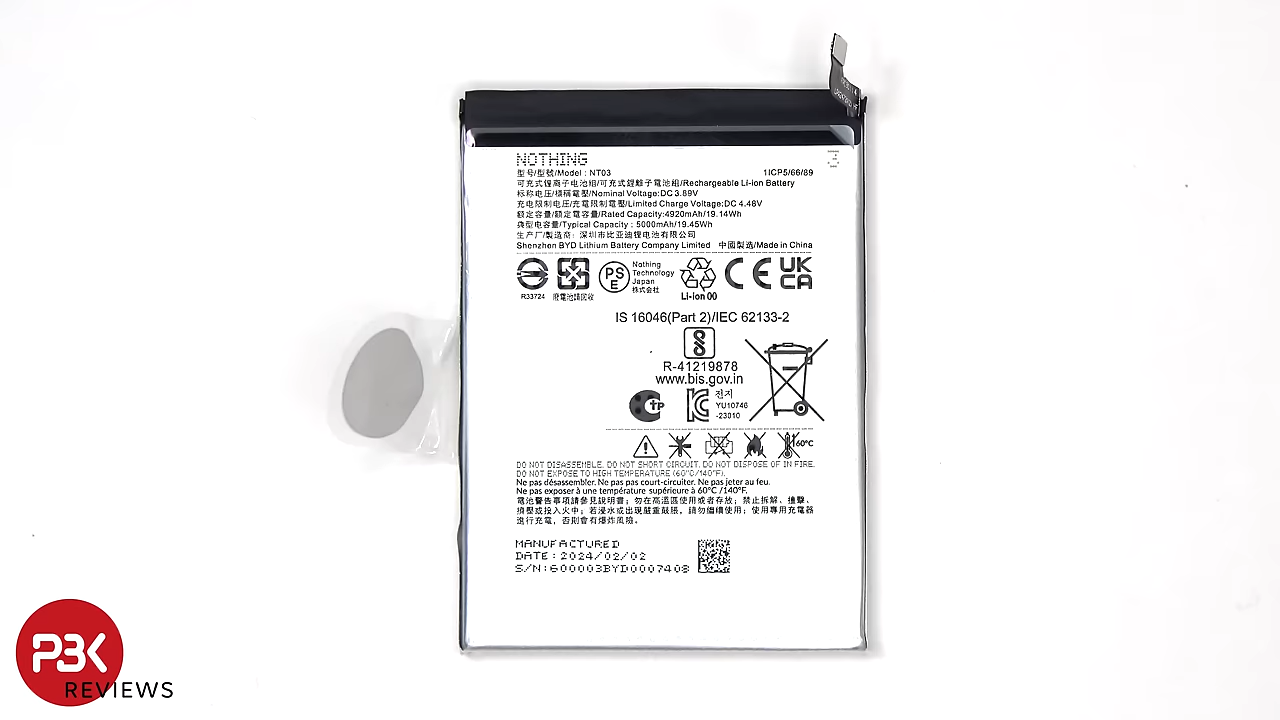 NOTHING
型号/型號/Model : NT03 1ICP5/66/89
可充式锂离子电池组/可充式鋰離子電池組/Rechargeable Li-ion Battery
标称电压/標稱電壓/Nominal Voltage:DC 3.89V
充电限制电压/充電限制電壓/Limited Charge Voltage:DC 4.48V
额定容量/額定電容量/Rated Capacity:4920mAh/19.14Wh
典型电容量/Typical Capacity : 5000mAh/19.45Wh
生产厂/製造商: 深圳市比亚迪锂电池有限公司
Shenzhen BYD Lithium Battery Company Limited 中國製造/Made in China
R33724
廢電池請回收
PS
E
Nothing
Technology
Japan
株式会社
Li-ion 00
CE
UK
CA
IS 16046(Part 2)/IEC 62133-2
R-41219878
www.bis.gov.in
전지
YU10746
-23010
60°C
DO NOT DISASSEMBLE. DO NOT SHORT CIRCUIT. DO NOT DISPOSE OF IN FIRE.
DO NOT EXPOSE TO HIGH TEMPERATURE (60°C/140°F).
Ne pas désassembler. Ne pas court-circuiter. Ne pas jeter au feu.
Ne pas exposer à une température supérieure à 60°C /140°F.
電池警告事項請參見說明書; 勿在高溫區使用或者存放; 禁止拆解、撞擊、
擠壓或投入火中; 若浸水或出現嚴重鼓脹, 請勿繼續使用; 使用專用充電器
進行充電, 否則會有爆炸風險。
MANUFACTURED
DATE: 2024/02/02
S/N:600003BYD0007408
P3K
REVIEWS